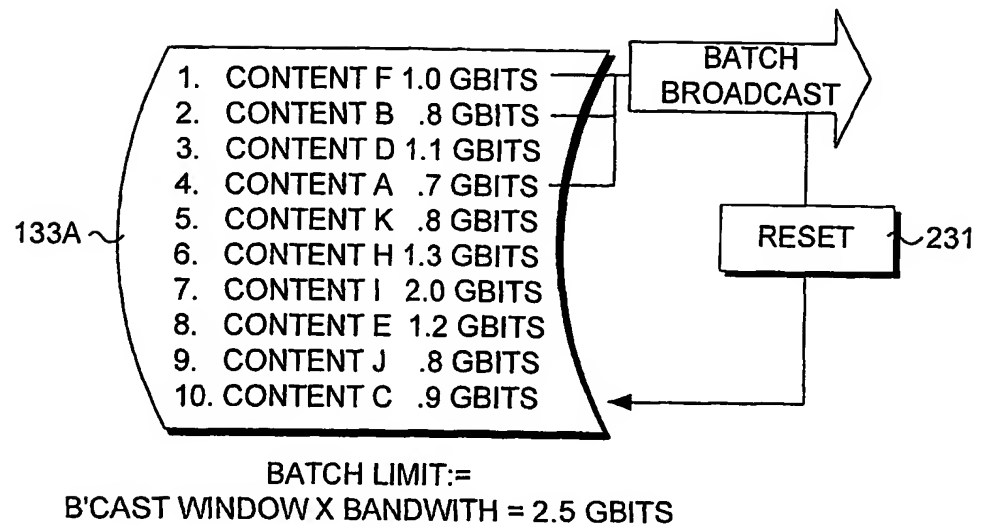 1. CONTENT F 1.0 GBITS
2. CONTENT B .8 GBITS
3. CONTENT D 1.1 GBITS
4. CONTENT A .7 GBITS
5. CONTENT K .8 GBITS
6. CONTENT H 1.3 GBITS
7. CONTENT I 2.0 GBITS
8. CONTENT E 1.2 GBITS
9. CONTENT J .8 GBITS
10. CONTENT C .9 GBITS
133A
BATCH
BROADCAST
RESET
231
BATCH LIMIT:=
B'CAST WINDOW X BANDWITH = 2.5 GBITS